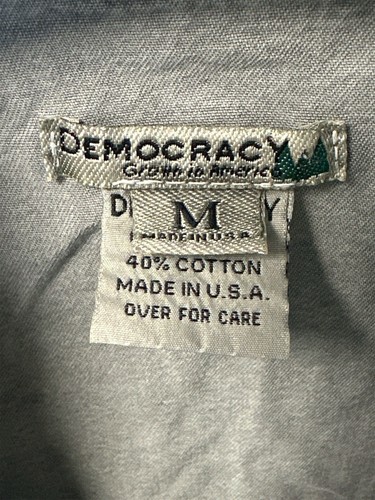 DEMOCRACY
Grown in America
D Y
M
MADE IN U.S.A.
40% COTTON
MADE IN U.S.A.
OVER FOR CARE